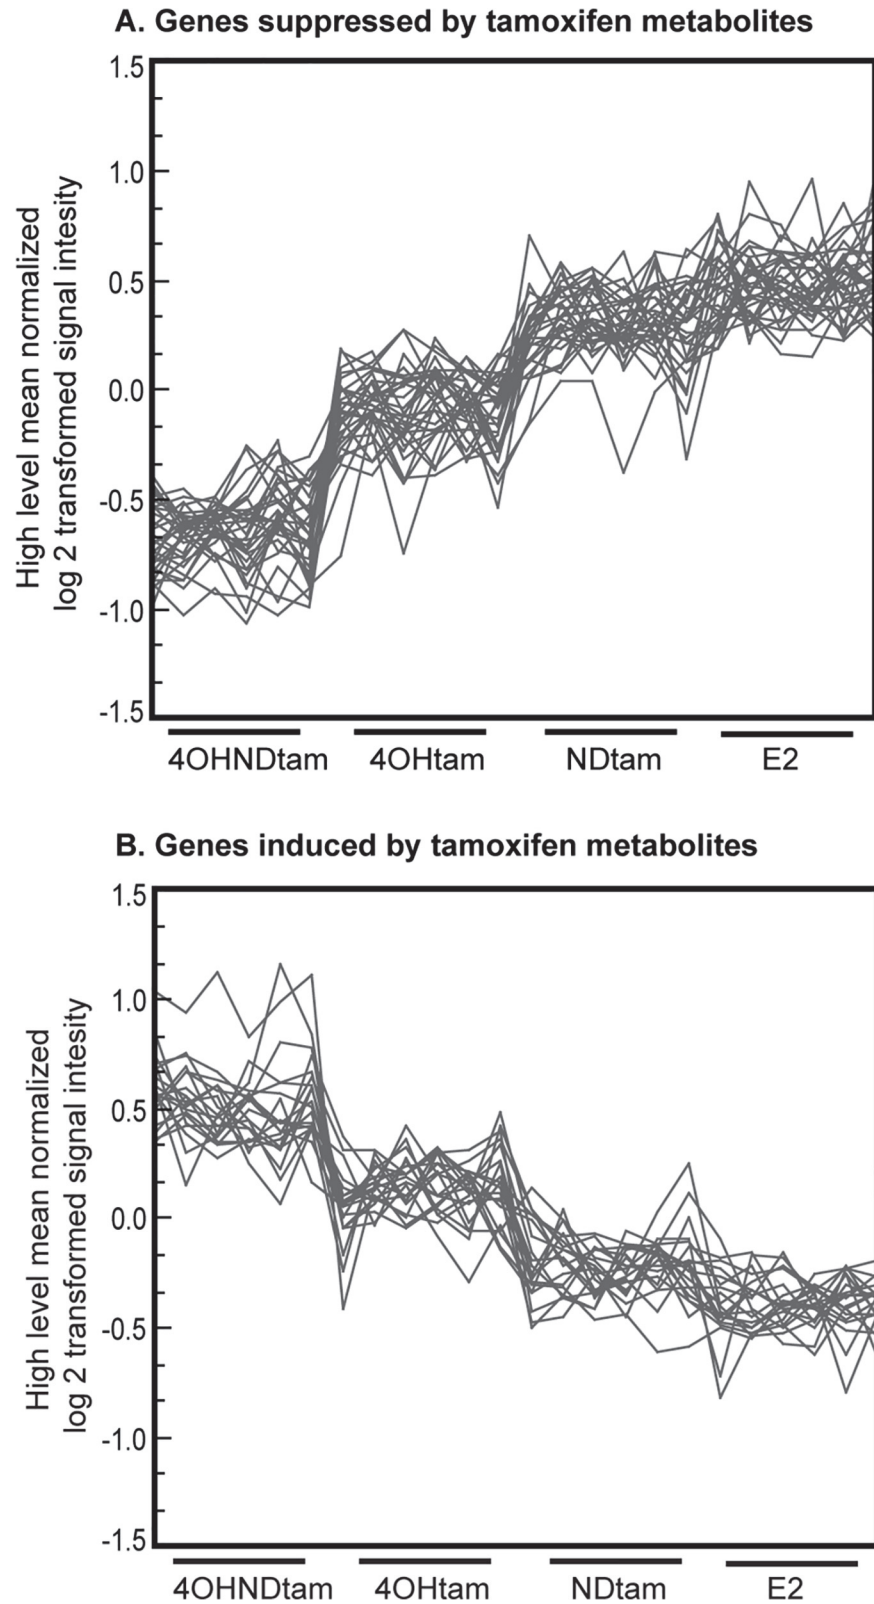 A. Genes suppressed by tamoxifen metabolites
High level mean normalized
log 2 transformed signal intesity
1.5
1.0
0.5
0.0
-0.5
-1.0
-1.5
4OHNDtam 4OHtam NDtam E2
B. Genes induced by tamoxifen metabolites
High level mean normalized
log 2 transformed signal intesity
1.5
1.0
0.5
0.0
-0.5
-1.0
-1.5
4OHNDtam 4OHtam NDtam E2